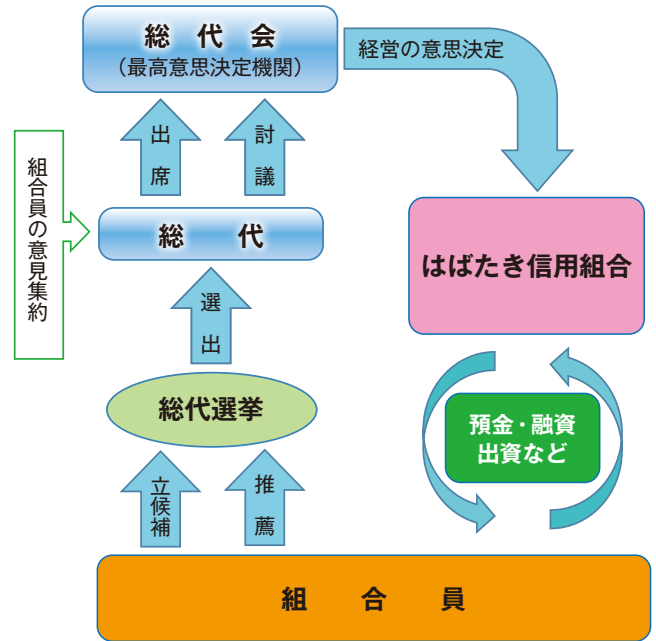 総代会
（最高意思決定機関）
経営の意思決定
出席
討議
組合員の意見集約
総代
はばたき信用組合
選出
総代選挙
預金・融資
出資など
立候補
推薦
組合員